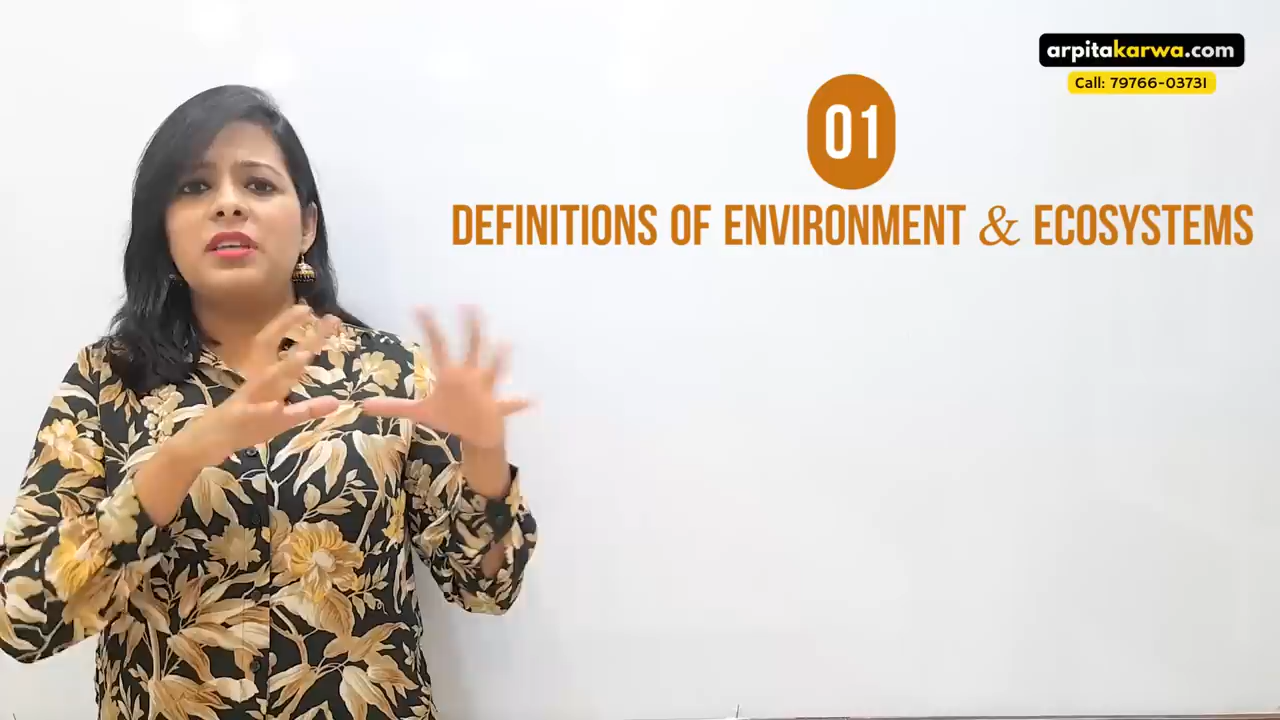 arpitakarwa.com
Call: 79766-03731
01
DEFINITIONS OF ENVIRONMENT & ECOSYSTEMS